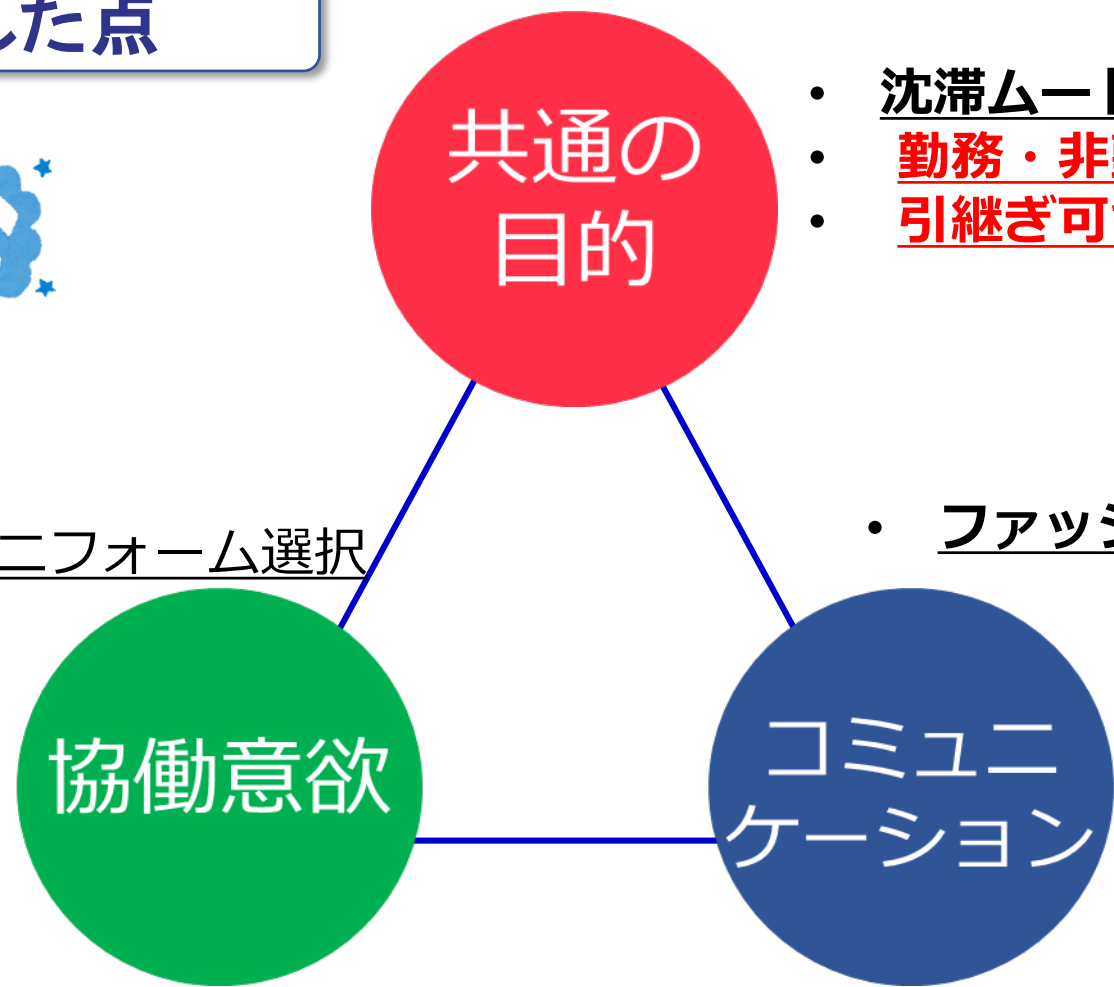 した点
共通の
目的
• 沈滞ムード
• 勤務・非
• 引継ぎ可
ニフォーム選択
• ファッシ
協働意欲
コミュニ
ケーション